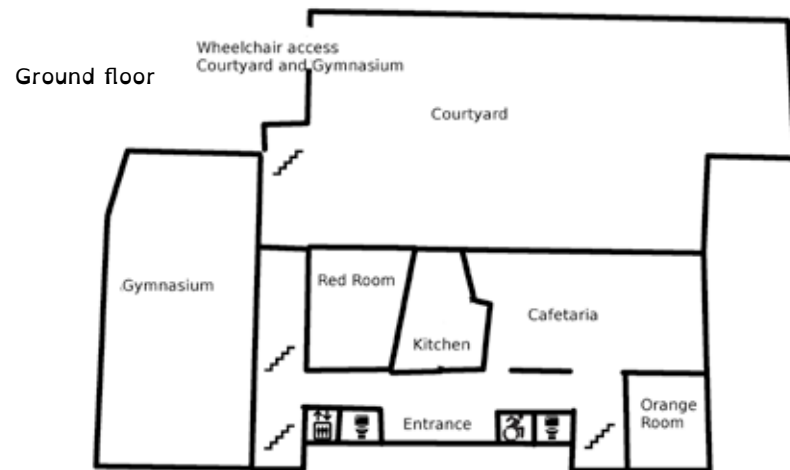 Wheelchair access
Courtyard and Gymnasium
Ground floor
Courtyard
Red Room
Gymnasium
Cafetaria
Kitchen
Orange
Room
Entrance